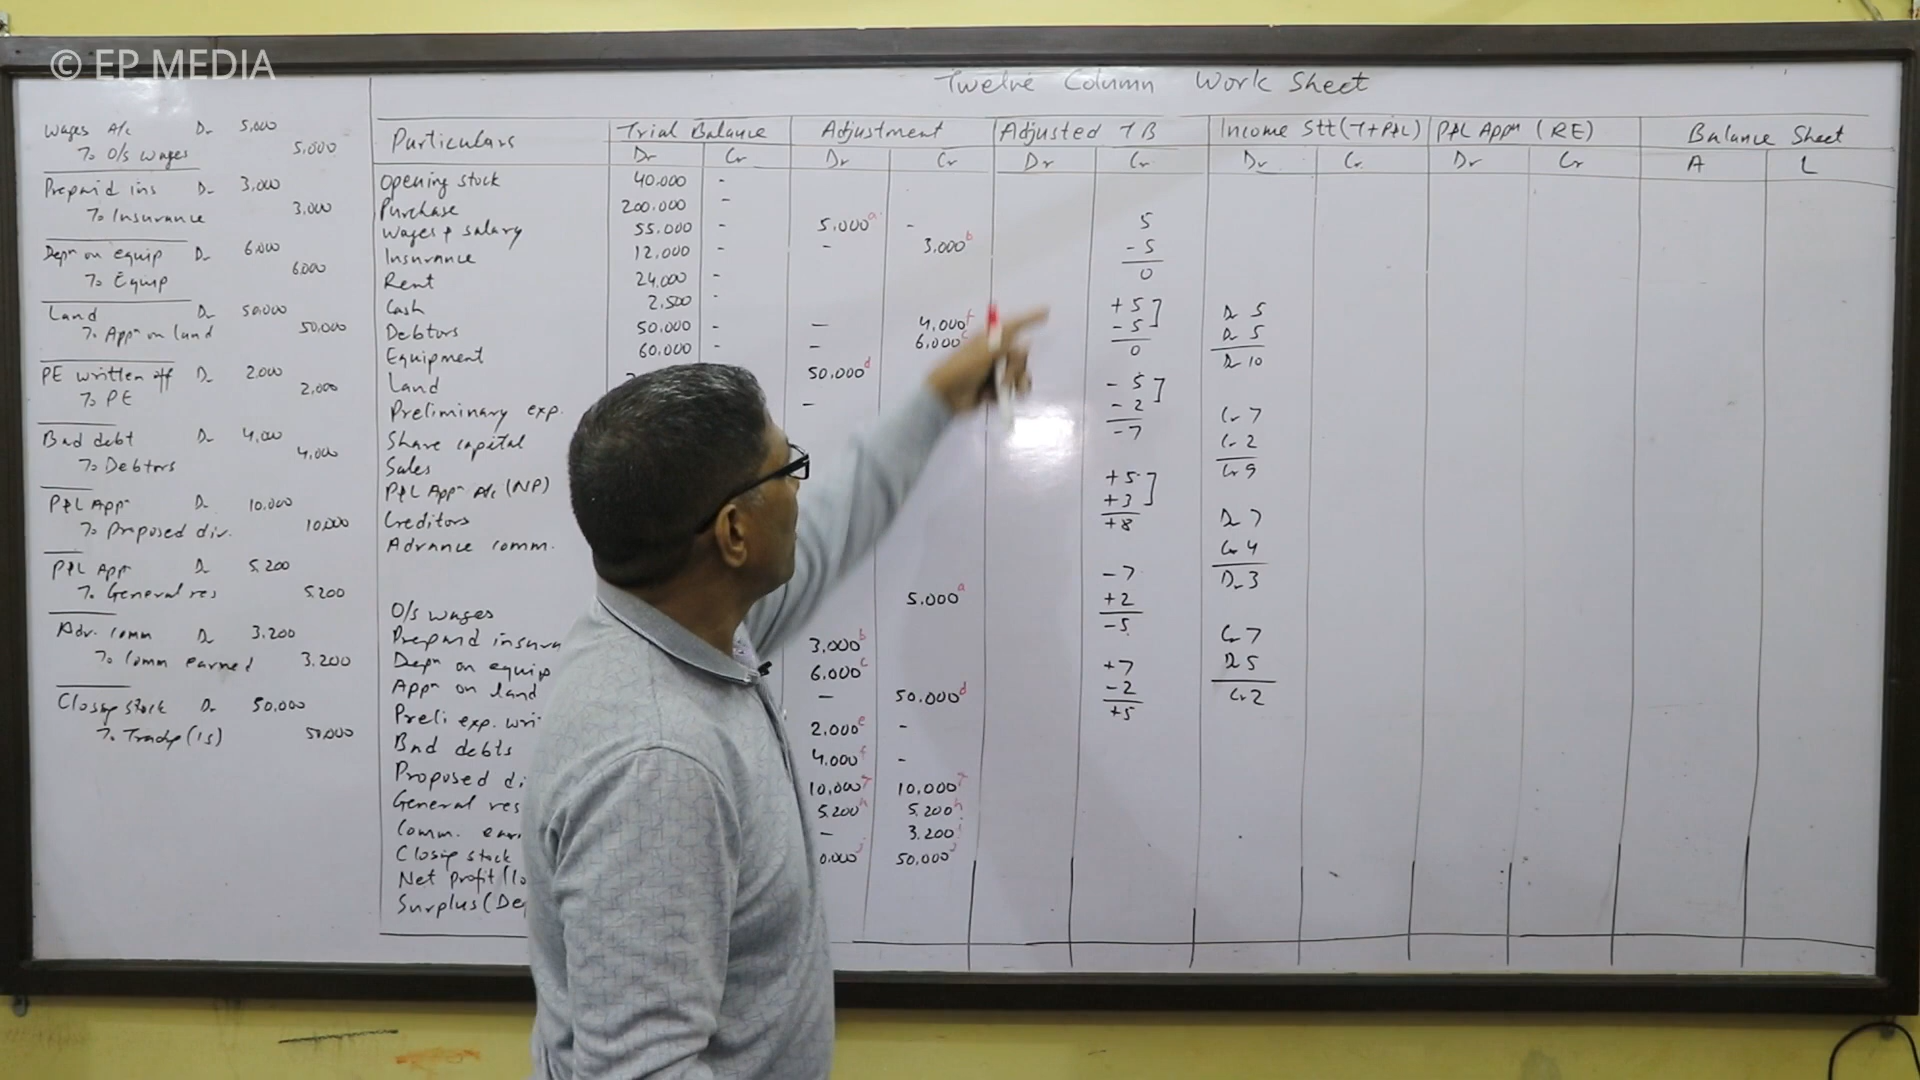 © EP MEDIA
Twelve Column Work Sheet
Wages A/c Dr 5,000
To O/s wages 5,000
Prepaid ins Dr 3,000
To Insurance 3,000
Depn on equip Dr 6,000
To Equip 6,000
Land Dr 50,000
To Appn on land 50,000
PE written off Dr 2,000
To PE 2,000
Bad debt Dr 4,000
To Debtors 4,000
P&L Appn Dr 10,000
To Proposed div. 10,000
P&L Appn Dr 5,200
To General res 5,200
Adv. comm Dr 3,200
To Comm earned 3,200
Closing stock Dr 50,000
To Trading (IS) 50,000
Particulars Trial Balance Adjustment Adjusted TB Income Stt (T+P&L) P&L Appn (RE) Balance Sheet
Dr Cr Dr Cr Dr Cr Dr Cr Dr Cr A L
Opening stock 40,000 -
Purchase 200,000 -
Wages & salary 55,000 - 5,000 a -
Insurance 12,000 - - 3,000 b
Rent 24,000 -
Cash 2,500 -
Debtors 50,000 - - 4,000 f
Equipment 60,000 - - 6,000 c
Land 50,000 d
Preliminary exp. -
Share capital
Sales
P&L Appn A/c (NP)
Creditors
Advance comm.
O/s wages 5,000 a
Prepaid insura 3,000 b
Depn on equip 6,000 c
Appn on land - 50,000 d
Preli exp. wri 2,000 e -
Bad debts 4,000 f -
Proposed di 10,000 g 10,000 g
General res 5,200 h 5,200 h
Comm. ear - 3,200 i
Closing stock 0,000 j 50,000 j
Net Profit (lo
Surplus (De
5
- 5
0
+ 5
- 5
0
- 5
- 2
- 7
+ 5
+ 3
+ 8
- 7
+ 2
- 5
+ 7
- 2
+ 5
Dr 5
Dr 5
Dr 10
Cr 7
Cr 2
Cr 9
Dr 7
Cr 4
Dr 3
Cr 7
Dr 5
Cr 2